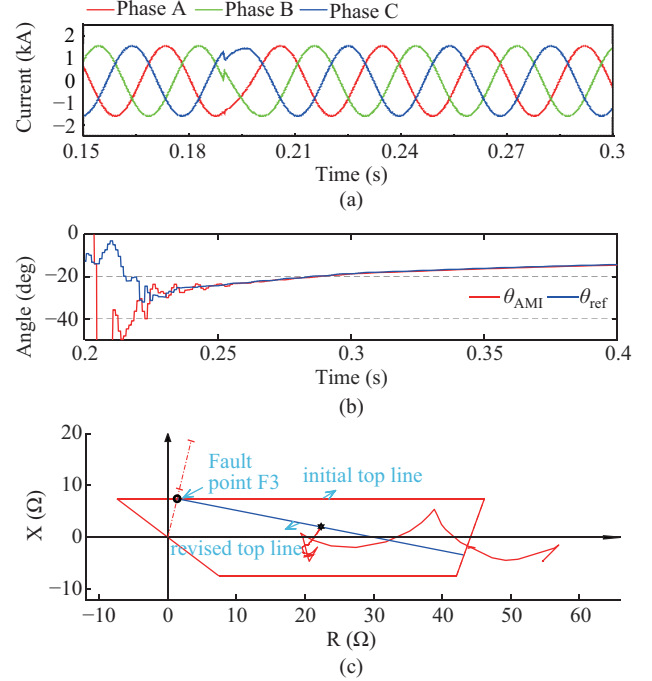 Phase A Phase B Phase C
Current (kA)
2
1
0
−1
−2
0.15 0.18 0.21 0.24 0.27 0.3
Time (s)
(a)
Angle (deg)
0
−20
−40
θAMI θref
0.2 0.25 0.3 0.35 0.4
Time (s)
(b)
X (Ω)
20
10
0
−10
Fault
point F3
initial top line
revised top line
−10 0 10 20 30 40 50 60
R (Ω)
(c)